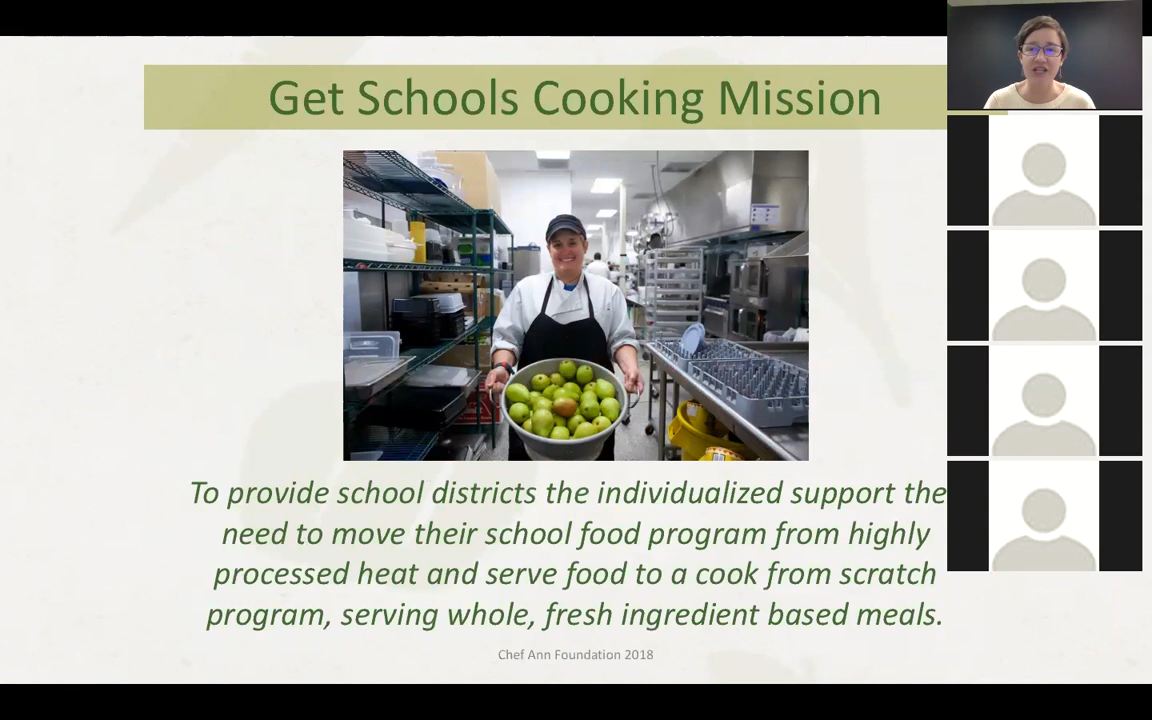 Get Schools Cooking Mission
To provide school districts the individualized support the
need to move their school food program from highly
processed heat and serve food to a cook from scratch
program, serving whole, fresh ingredient based meals.
Chef Ann Foundation 2018